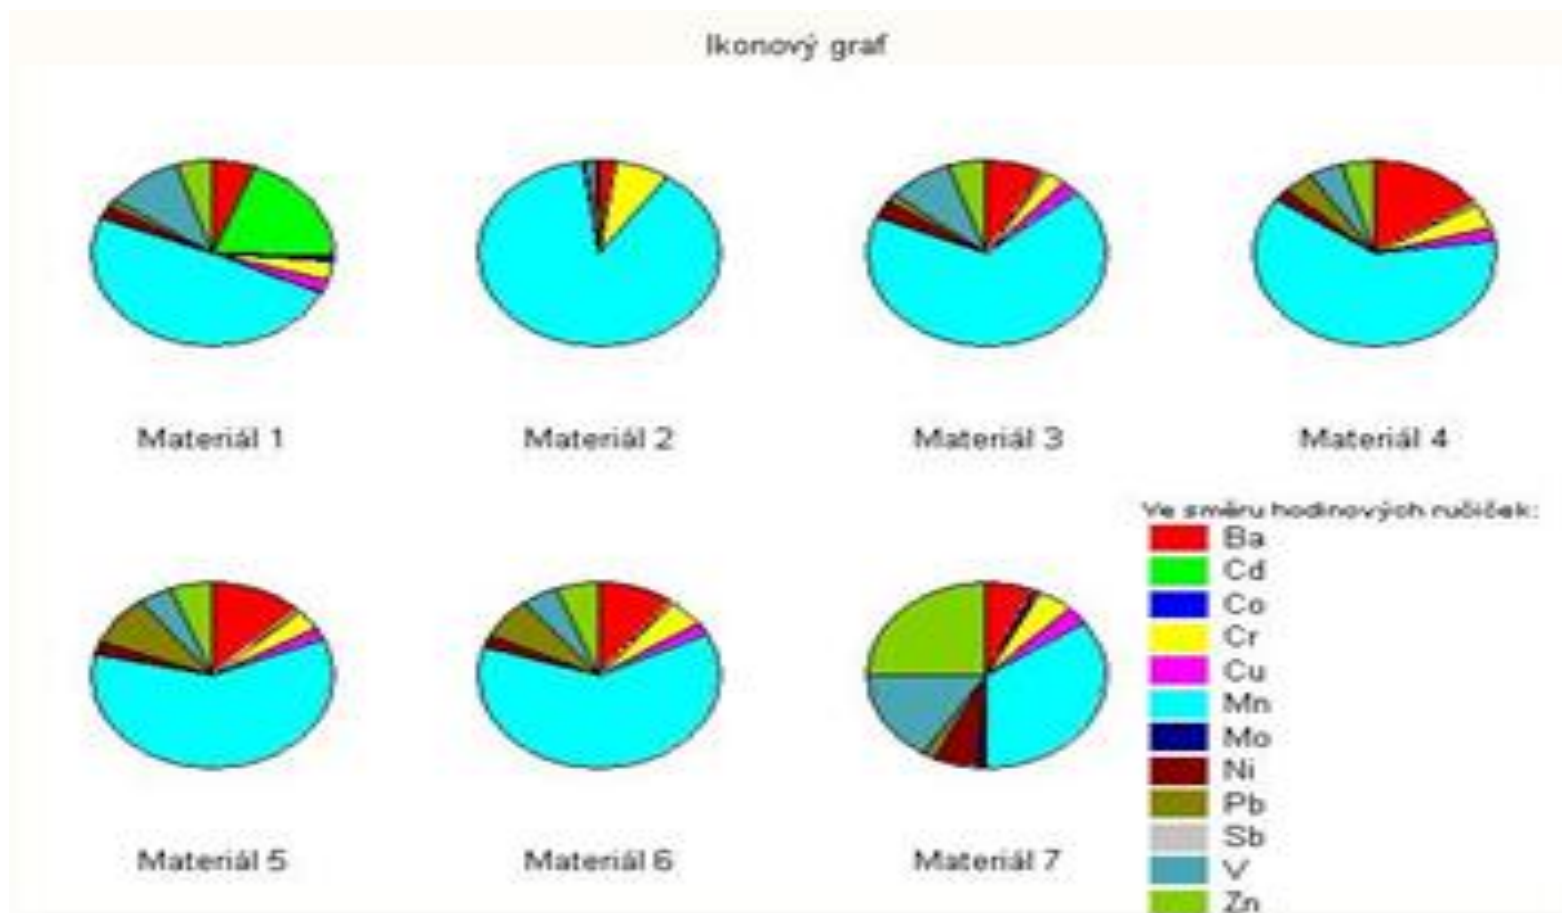 Ikonový graf
Materiál 1
Materiál 2
Materiál 3
Materiál 4
Materiál 5
Materiál 6
Materiál 7
Ve směru hodinových ručiček:
Ba
Cd
Co
Cr
Cu
Mn
Mo
Ni
Pb
Sb
V
Zn